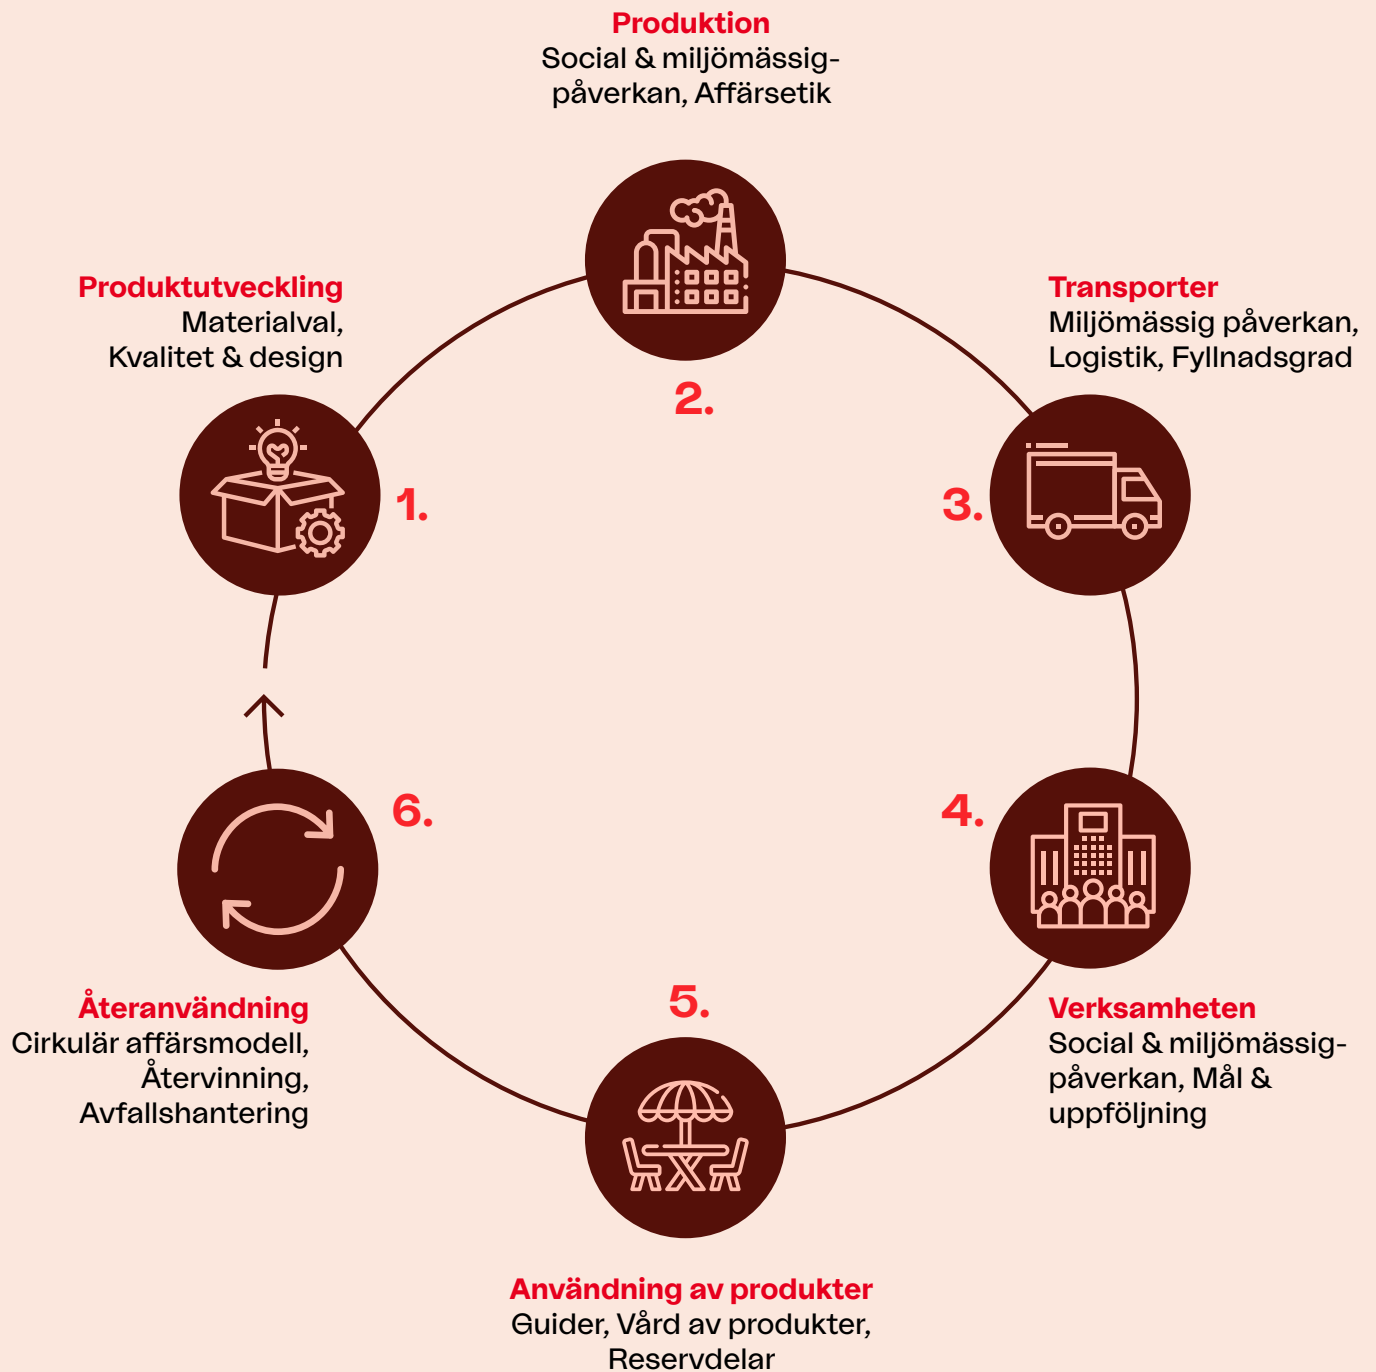 Produktion
Social & miljömässig-
påverkan, Affärsetik
Produktutveckling
Materialval,
Kvalitet & design
1.
2.
Transporter
Miljömässig påverkan,
Logistik, Fyllnadsgrad
3.
4.
Verksamheten
Social & miljömässig-
påverkan, Mål &
uppföljning
5.
Användning av produkter
Guider, Vård av produkter,
Reservdelar
6.
Återanvändning
Cirkulär affärsmodell,
Återvinning,
Avfallshantering